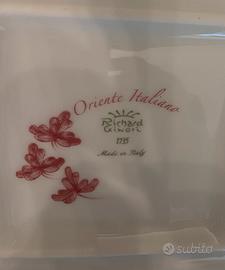 Oriente Italiano
Richard
Ginori
1735
Made in Italy
subito